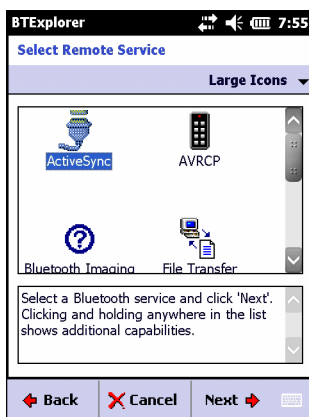 BTExplorer 7:55
Select Remote Service
Large Icons
ActiveSync AVRCP
Bluetooth Imaging File Transfer
Select a Bluetooth service and click 'Next'.
Clicking and holding anywhere in the list
shows additional capabilities.
Back Cancel Next